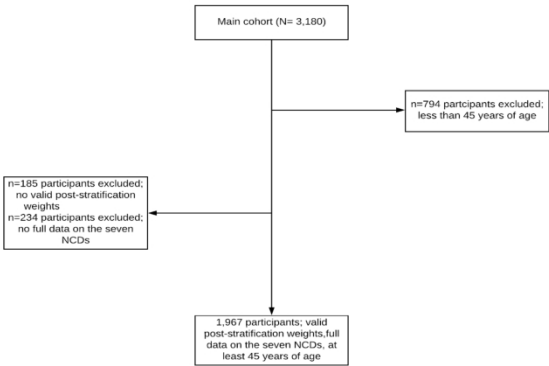 Main cohort (N= 3,180)
n=794 partcipants excluded;
less than 45 years of age
n=185 participants excluded;
no valid post-stratification
weights
n=234 participants excluded;
no full data on the seven
NCDs
1,967 participants; valid
post-stratification weights,full
data on the seven NCDs, at
least 45 years of age